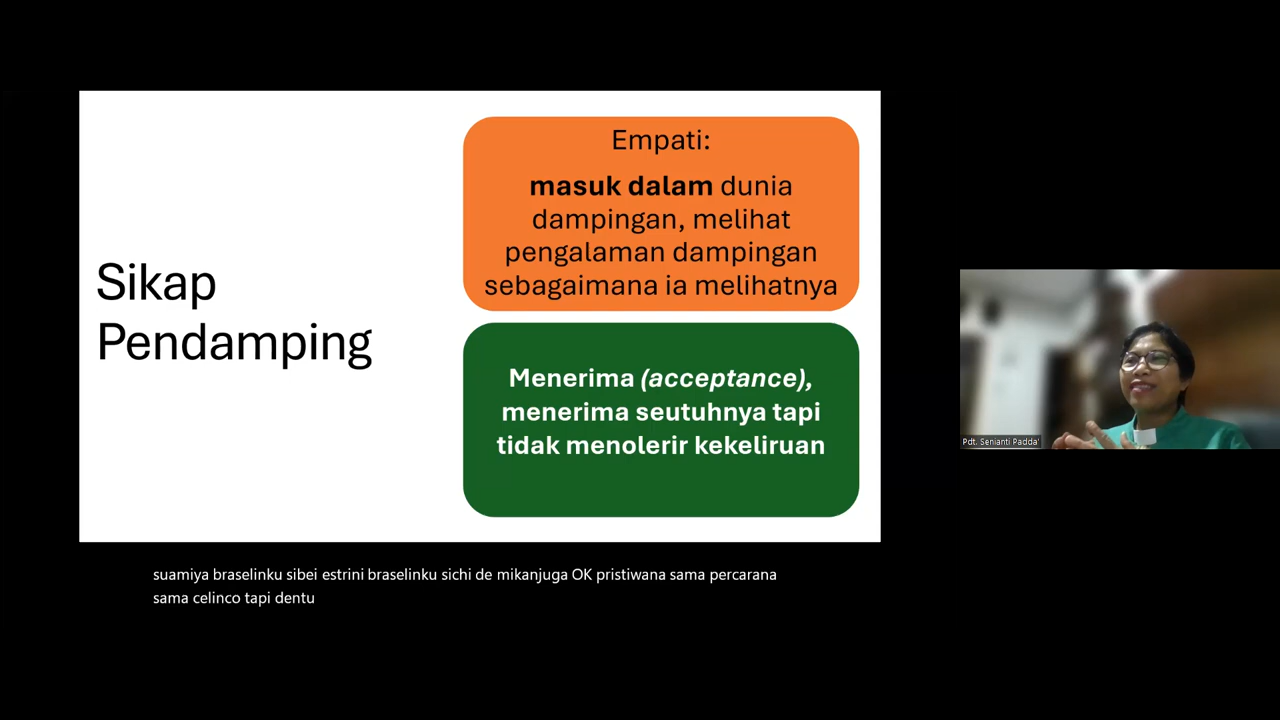 Sikap
Pendamping
Empati:
masuk dalam dunia
dampingan, melihat
pengalaman dampingan
sebagaimana ia melihatnya
Menerima (acceptance),
menerima seutuhnya tapi
tidak menolerir kekeliruan
Pdt. Senianti Padda'
suamiya braselinku sibei estrini braselinku sichi de mikanjuga OK pristiwana sama percarana
sama celinco tapi dentu